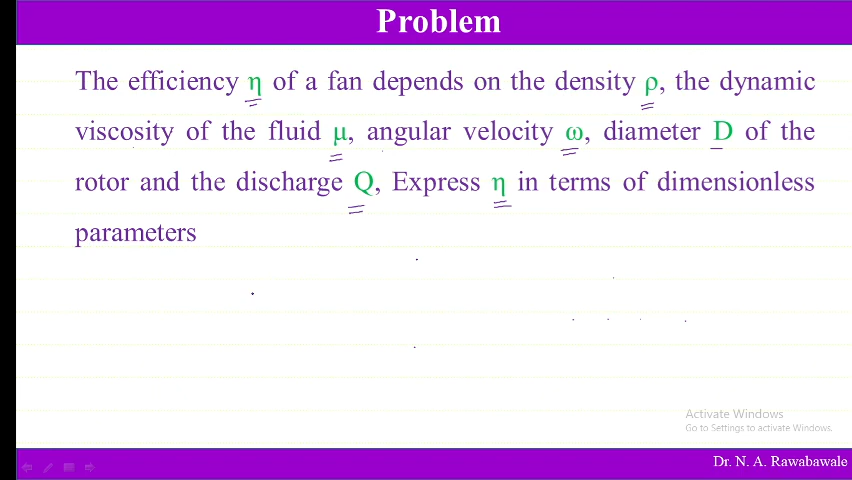 Problem
The efficiency η of a fan depends on the density ρ, the dynamic
viscosity of the fluid μ, angular velocity ω, diameter D of the
rotor and the discharge Q, Express η in terms of dimensionless
parameters
Activate Windows
Go to Settings to activate Windows.
Dr. N. A. Rawabawale